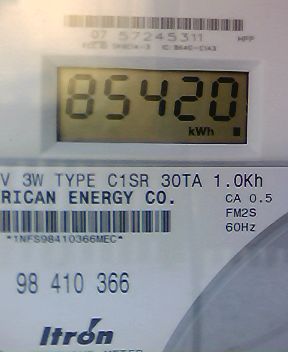 07 57245311
85420
kWh
V 3W TYPE C1SR 30TA 1.0Kh
RICAN ENERGY CO.
CA 0.5
FM2S
60Hz
*1NFS98410366MEC*
98 410 366
Itrón